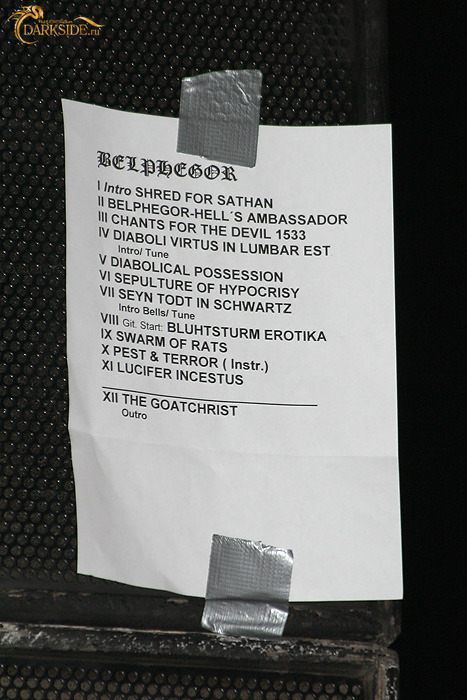 DARKSIDE.ru
BELPHEGOR
I Intro SHRED FOR SATHAN
II BELPHEGOR-HELL´S AMBASSADOR
III CHANTS FOR THE DEVIL 1533
IV DIABOLI VIRTUS IN LUMBAR EST
Intro/ Tune
V DIABOLICAL POSSESSION
VI SEPULTURE OF HYPOCRISY
VII SEYN TODT IN SCHWARTZ
Intro Bells/ Tune
VIII Git. Start: BLUHTSTURM EROTIKA
IX SWARM OF RATS
X PEST & TERROR ( Instr.)
XI LUCIFER INCESTUS
XII THE GOATCHRIST
Outro